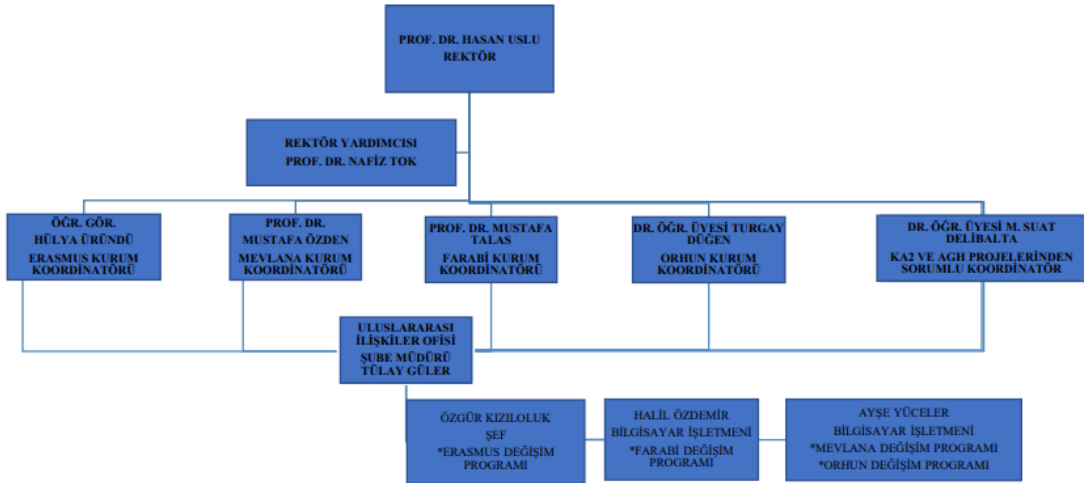 PROF. DR. HASAN USLU
REKTÖR
REKTÖR YARDIMCISI
PROF. DR. NAFİZ TOK
ÖĞR. GÖR.
HÜLYA ÜRÜNDÜ
ERASMUS KURUM
KOORDİNATÖRÜ
PROF. DR.
MUSTAFA ÖZDEN
MEVLANA KURUM
KOORDİNATÖRÜ
PROF. DR. MUSTAFA
TALAS
FARABİ KURUM
KOORDİNATÖRÜ
DR. ÖĞR. ÜYESİ TURGAY
DÜĞEN
ORHUN KURUM
KOORDİNATÖRÜ
DR. ÖĞR. ÜYESİ M. SUAT
DELİBALTA
KA2 VE AGH PROJELERİNDEN
SORUMLU KOORDİNATÖR
ULUSLARARASI
İLİŞKİLER OFİSİ
ŞUBE MÜDÜRÜ
TÜLAY GÜLER
ÖZGÜR KIZILOLUK
ŞEF
*ERASMUS DEĞİŞİM
PROGRAMI
HALİL ÖZDEMİR
BİLGİSAYAR İŞLETMENİ
*FARABİ DEĞİŞİM
PROGRAMI
AYŞE YÜCELER
BİLGİSAYAR İŞLETMENİ
*MEVLANA DEĞİŞİM PROGRAMI
*ORHUN DEĞİŞİM PROGRAMI